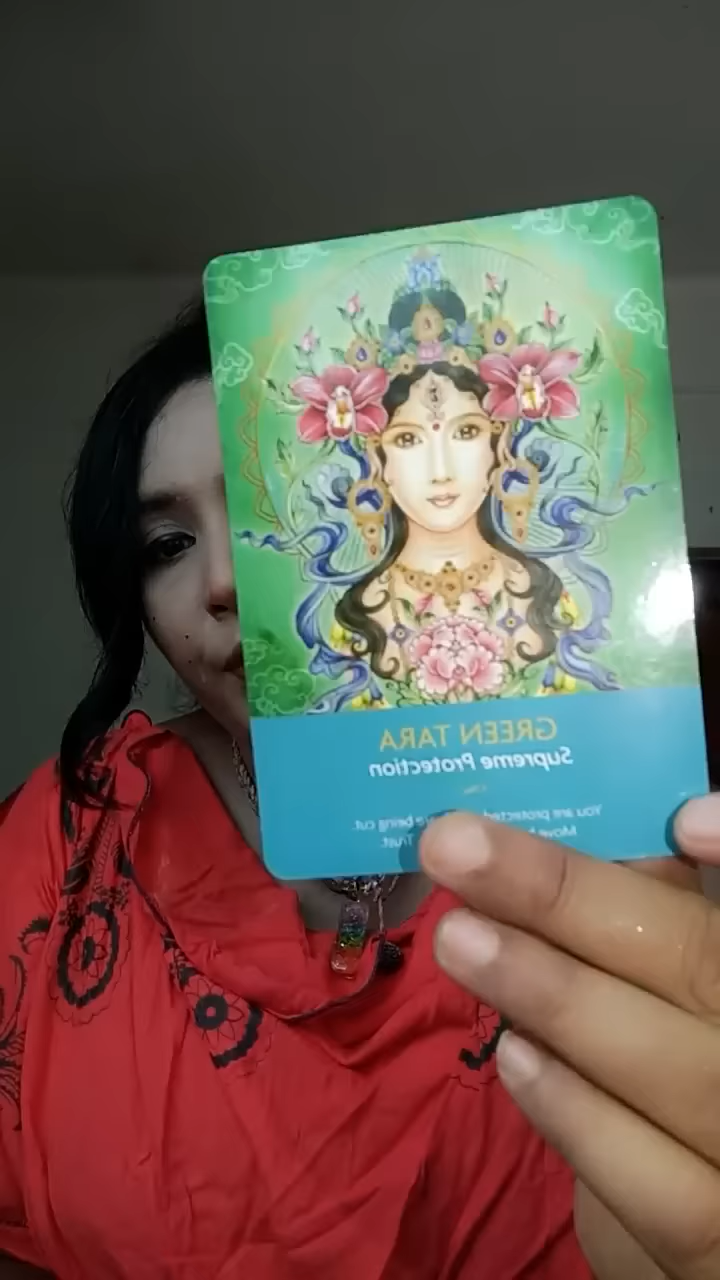 GREEN TARA
Supreme Protection
You are protected being cut.
Move Trust.